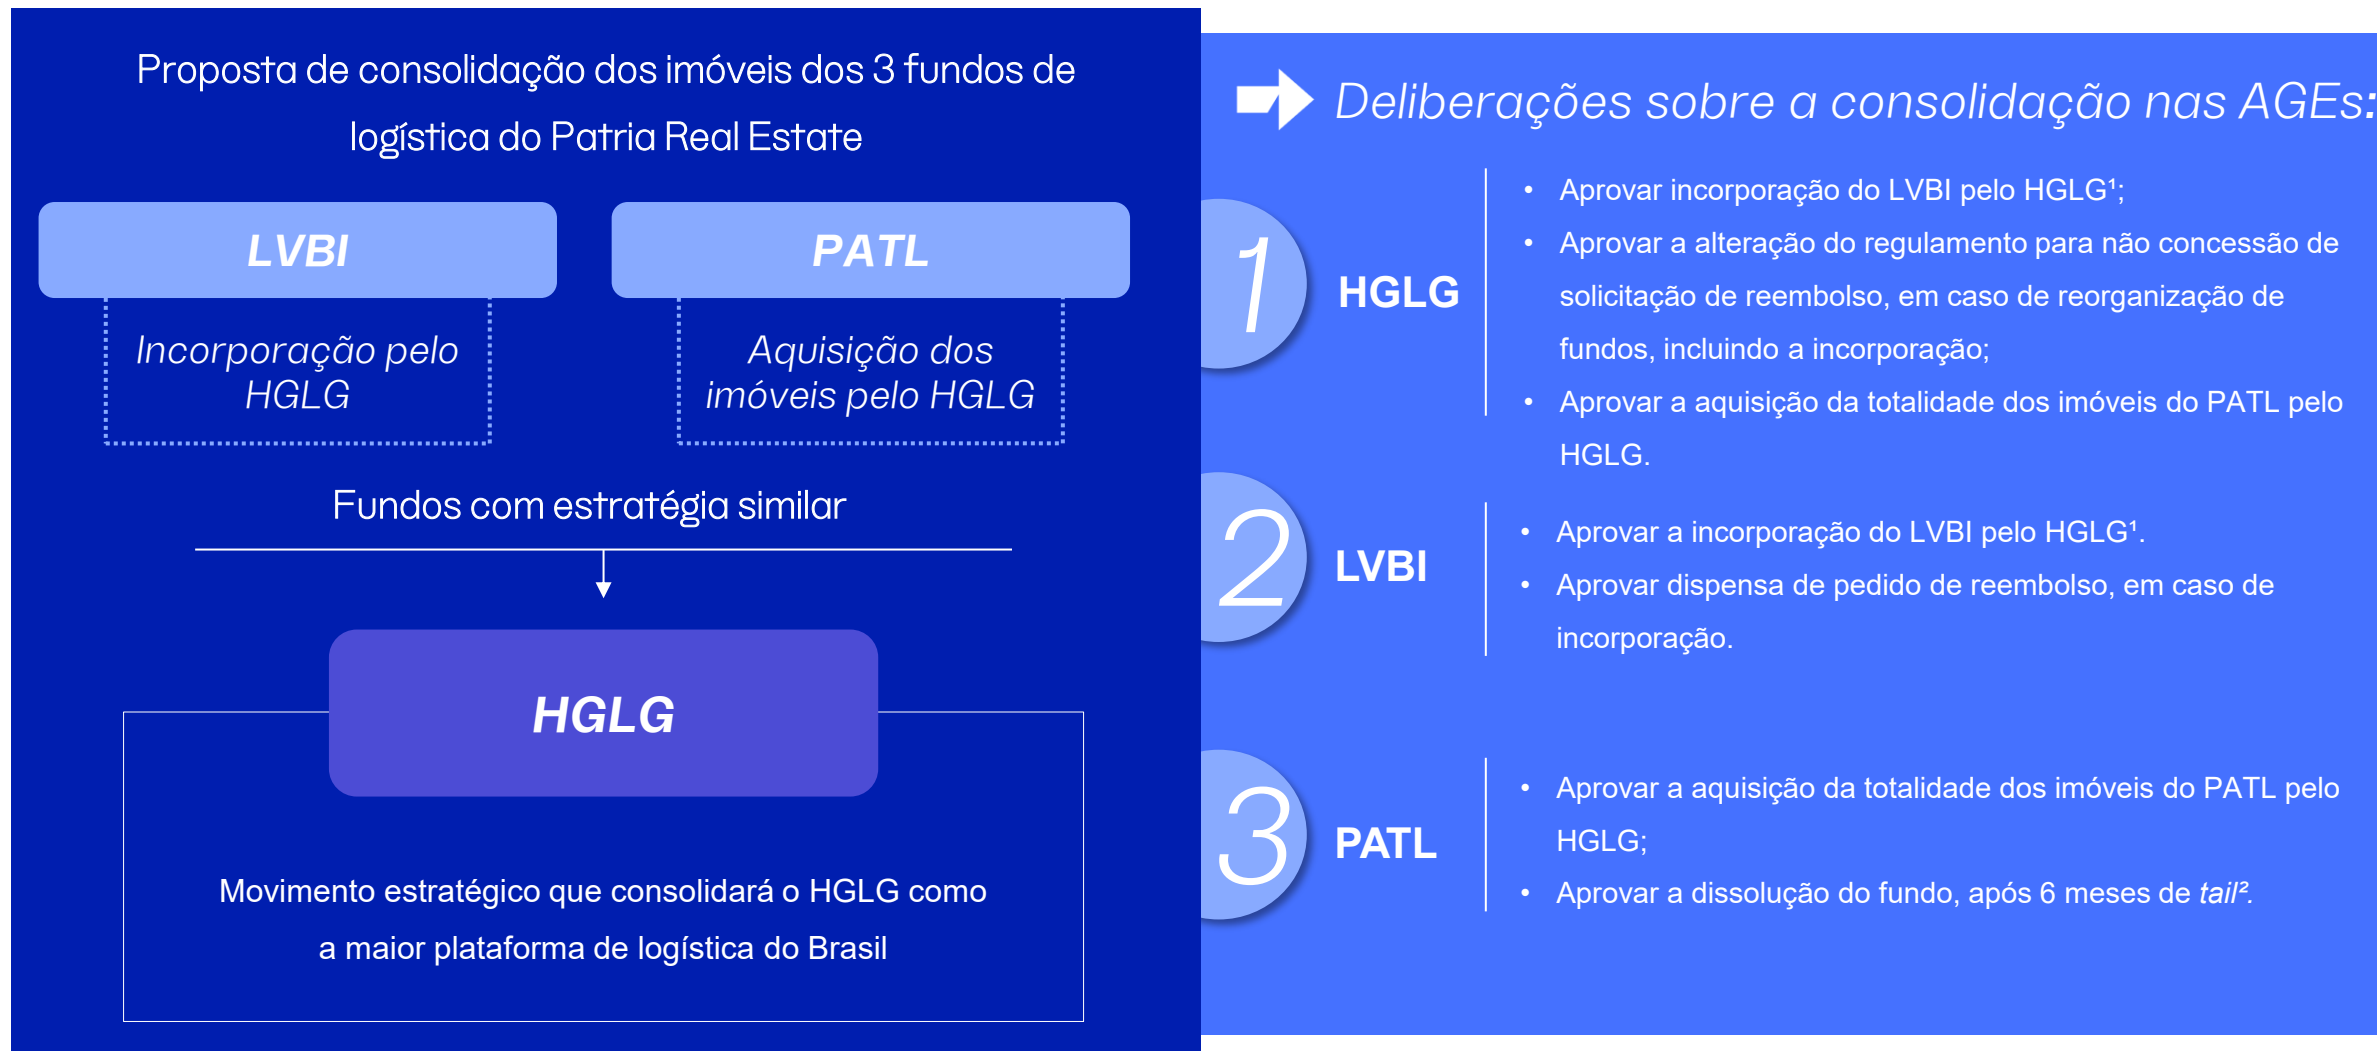 Proposta de consolidação dos imóveis dos 3 fundos de
logística do Patria Real Estate
LVBI
PATL
Incorporação pelo
HGLG
Aquisição dos
imóveis pelo HGLG
Fundos com estratégia similar
HGLG
Movimento estratégico que consolidará o HGLG como
a maior plataforma de logística do Brasil
Deliberações sobre a consolidação nas AGEs:
1
HGLG
• Aprovar incorporação do LVBI pelo HGLG¹;
• Aprovar a alteração do regulamento para não concessão de
solicitação de reembolso, em caso de reorganização de
fundos, incluindo a incorporação;
• Aprovar a aquisição da totalidade dos imóveis do PATL pelo
HGLG.
2
LVBI
• Aprovar a incorporação do LVBI pelo HGLG¹.
• Aprovar dispensa de pedido de reembolso, em caso de
incorporação.
3
PATL
• Aprovar a aquisição da totalidade dos imóveis do PATL pelo
HGLG;
• Aprovar a dissolução do fundo, após 6 meses de tail².